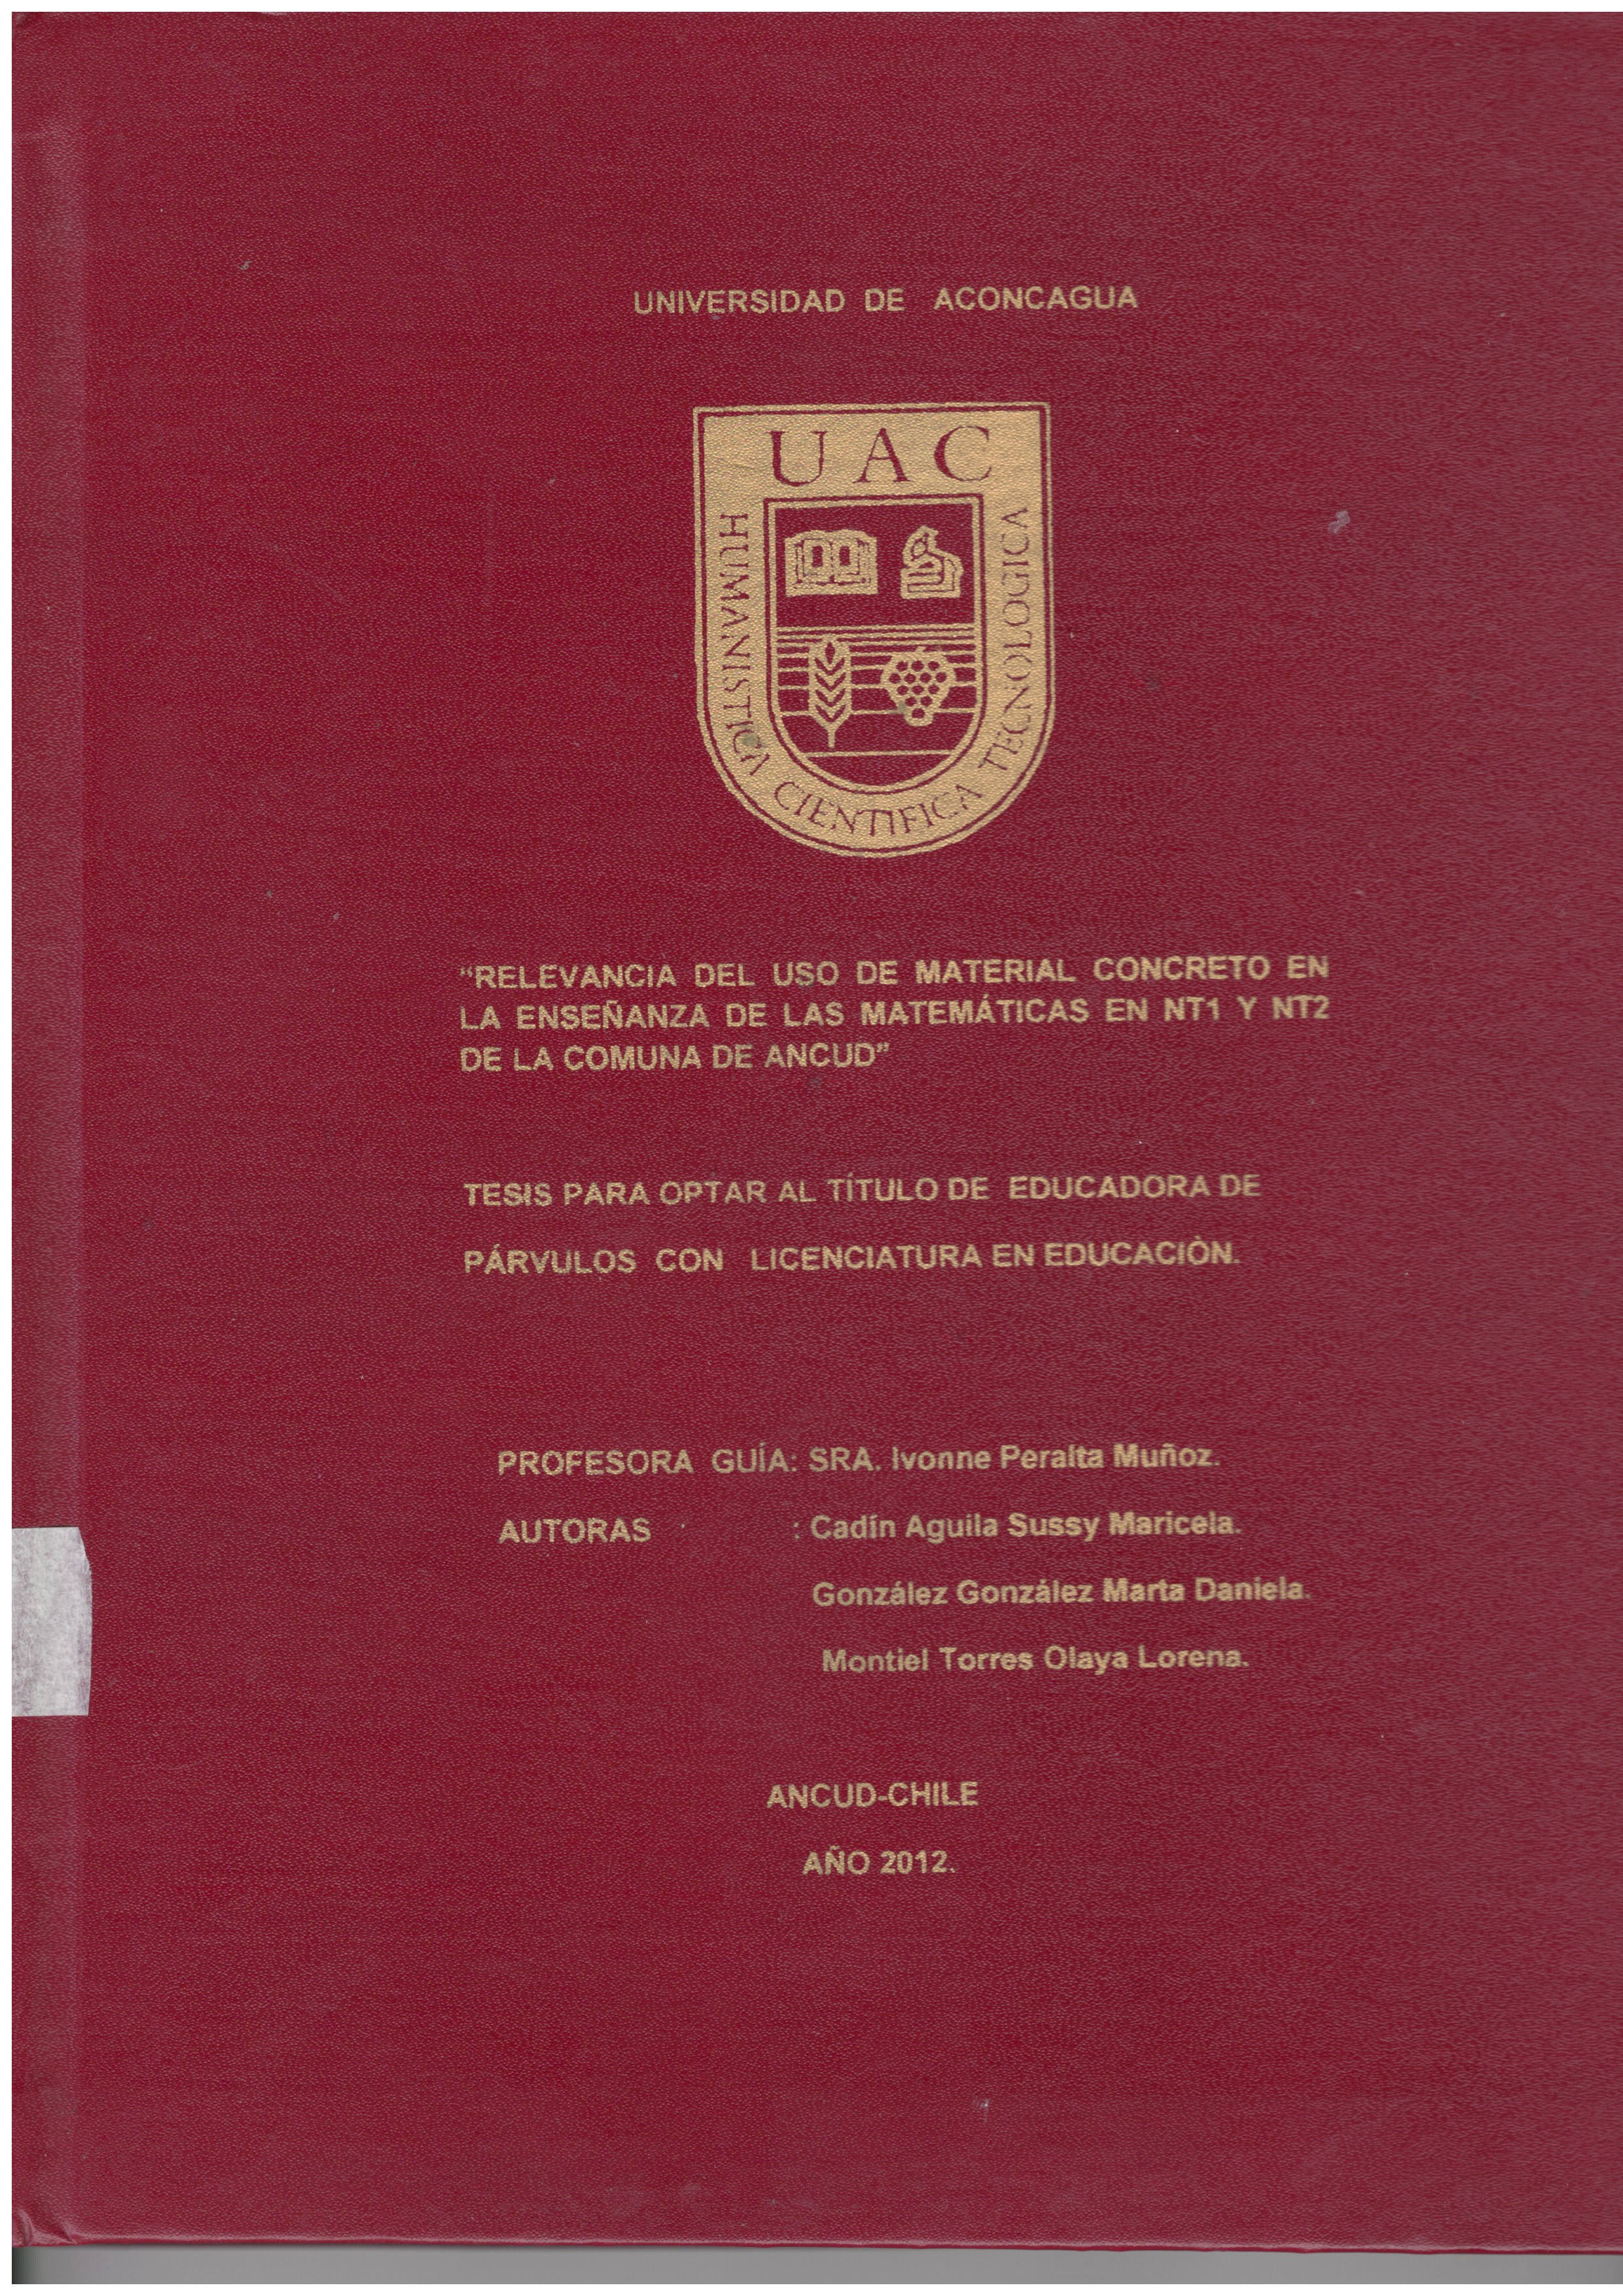 UNIVERSIDAD DE ACONCAGUA
UAC
HUMANISTICA CIENTIFICA TECNOLOGICA
“RELEVANCIA DEL USO DE MATERIAL CONCRETO EN
LA ENSEÑANZA DE LAS MATEMÁTICAS EN NT1 Y NT2
DE LA COMUNA DE ANCUD”
TESIS PARA OPTAR AL TÍTULO DE EDUCADORA DE
PÁRVULOS CON LICENCIATURA EN EDUCACIÓN.
PROFESORA GUÍA: SRA. Ivonne Peralta Muñoz.
AUTORAS : Cadín Aguila Sussy Maricela.
González González Marta Daniela.
Montiel Torres Olaya Lorena.
ANCUD-CHILE
AÑO 2012.